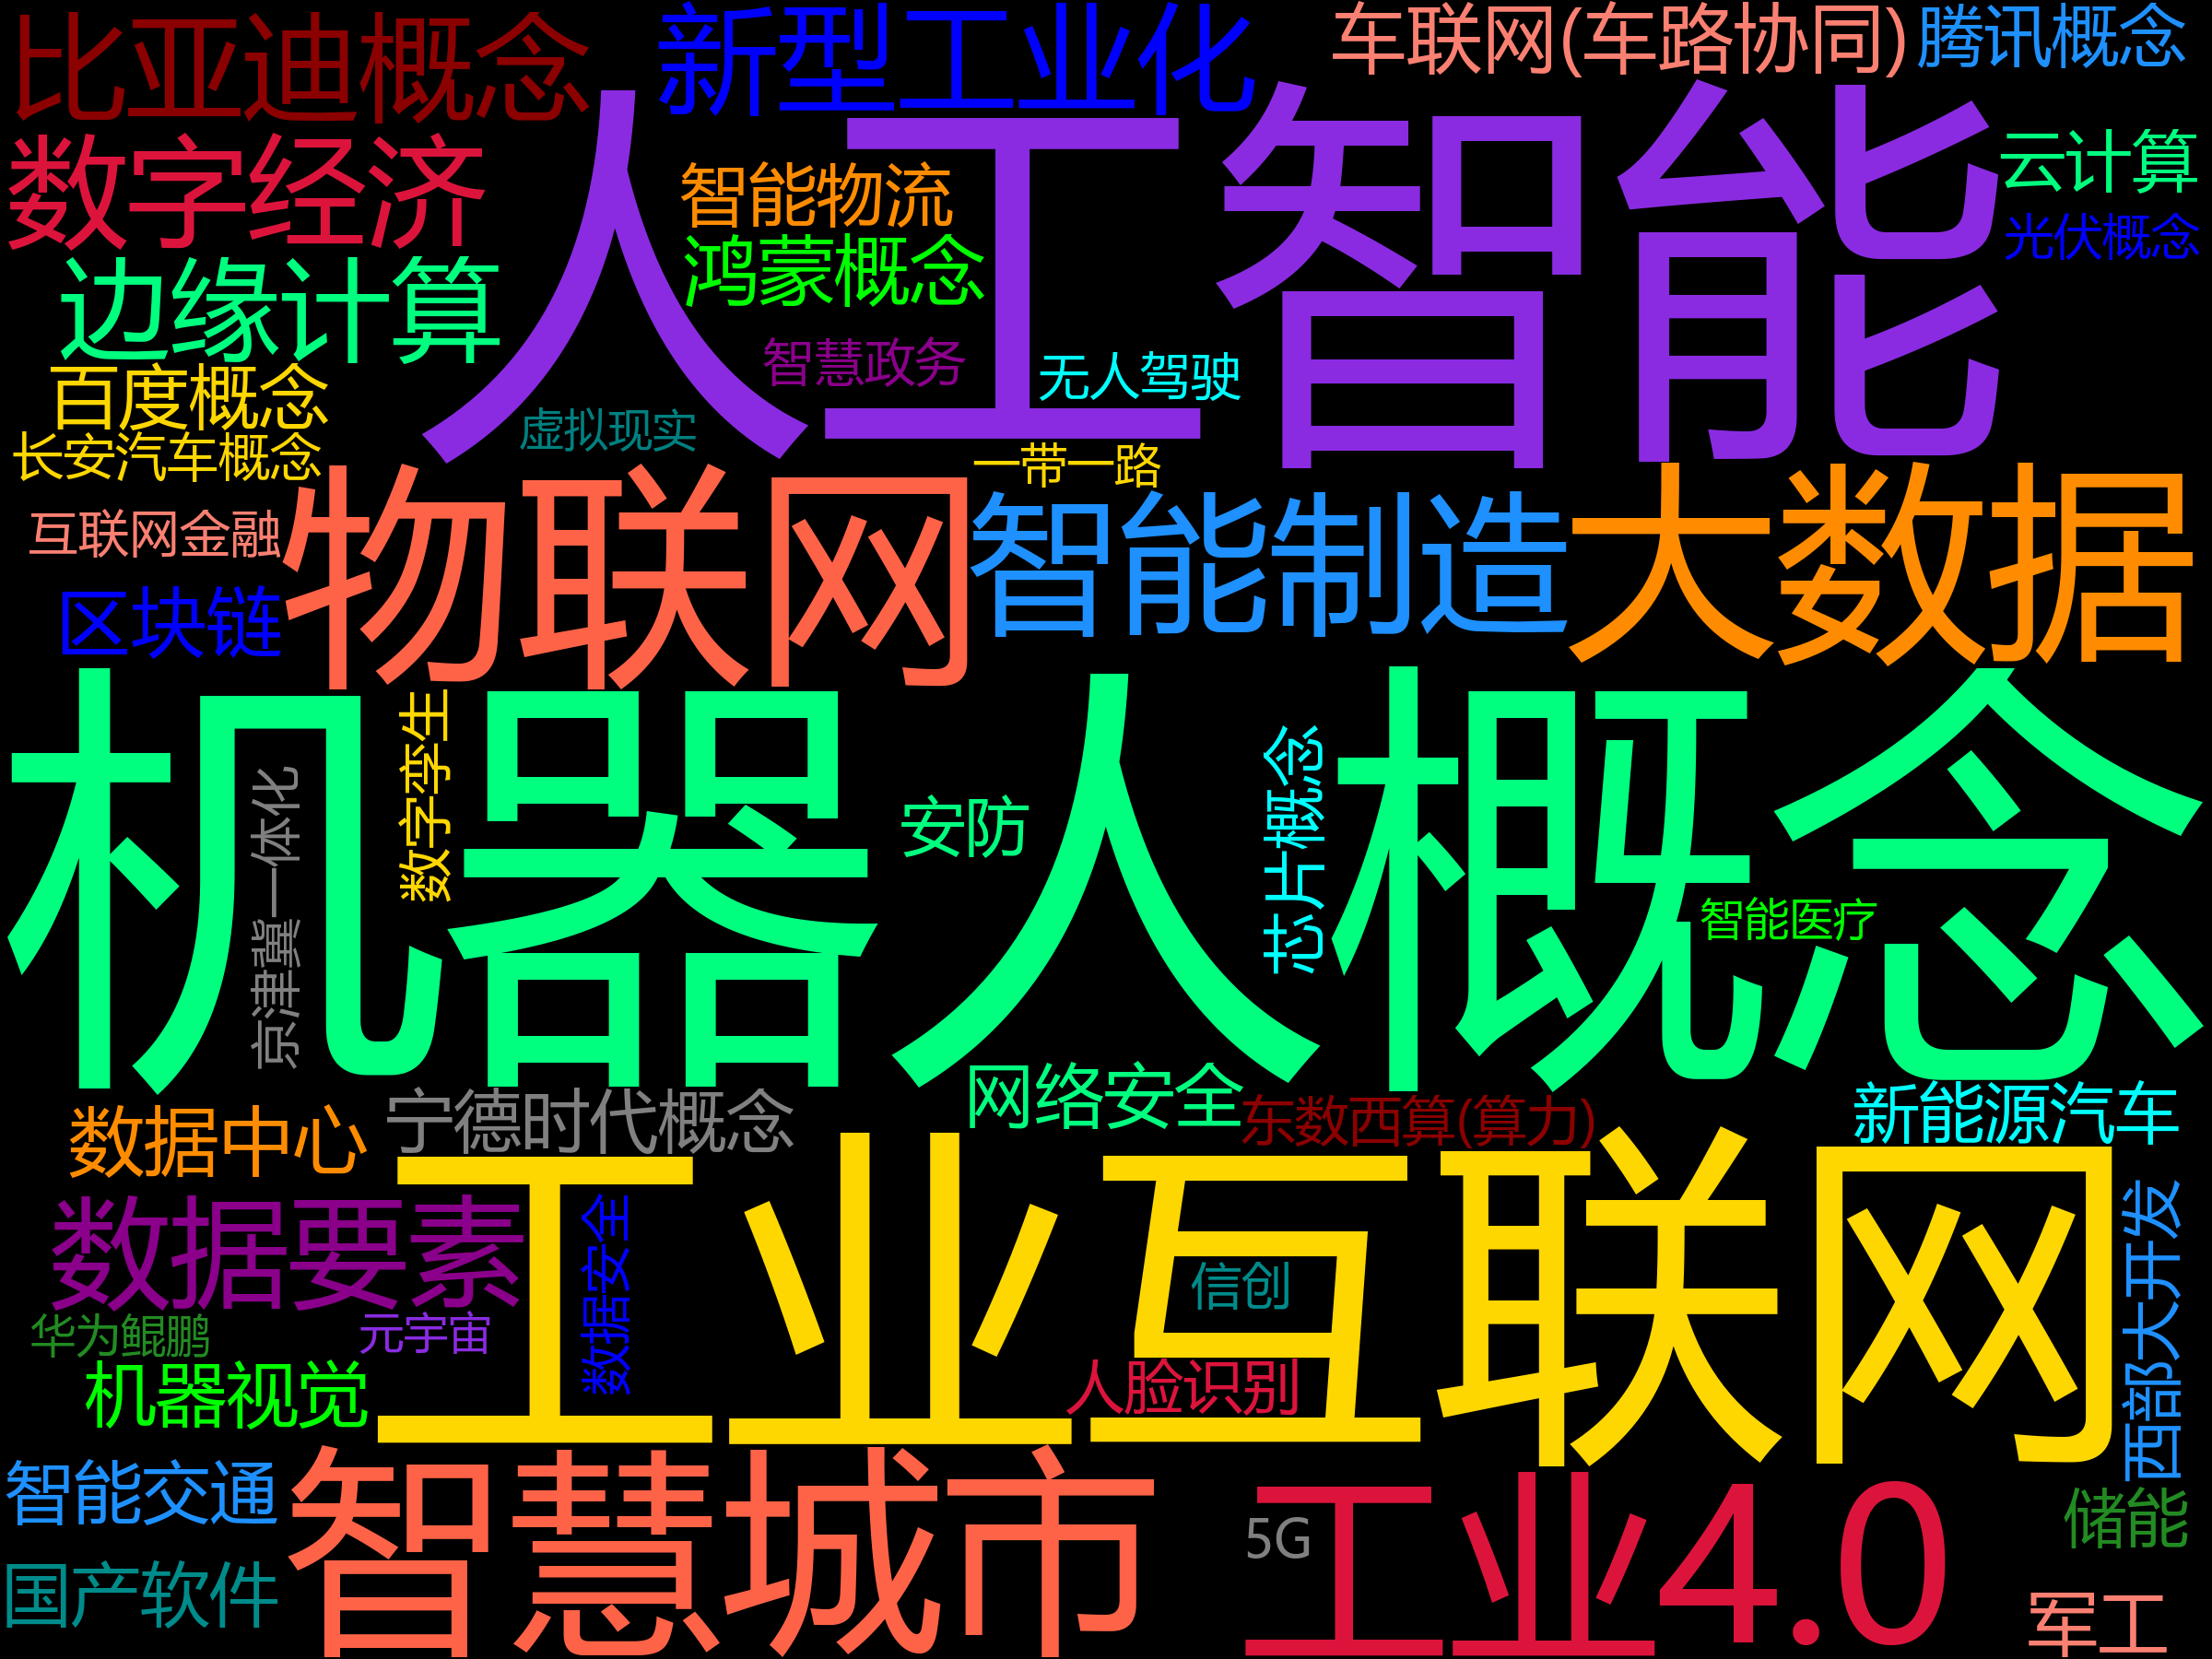 比亚迪概念
新型工业化
车联网(车路协同)
腾讯概念
人工智能
数字经济
智能物流
云计算
光伏概念
鸿蒙概念
边缘计算
智慧政务
无人驾驶
百度概念
虚拟现实
长安汽车概念
一带一路
物联网
智能制造
大数据
互联网金融
区块链
机器人概念
数字孪生
京津冀一体化
安防
芯片概念
智能医疗
网络安全
东数西算(算力)
新能源汽车
宁德时代概念
数据中心
工业互联网
数据要素
数据安全
西部大开发
信创
华为鲲鹏
元宇宙
机器视觉
人脸识别
智慧城市
工业4.0
智能交通
5G
储能
国产软件
军工